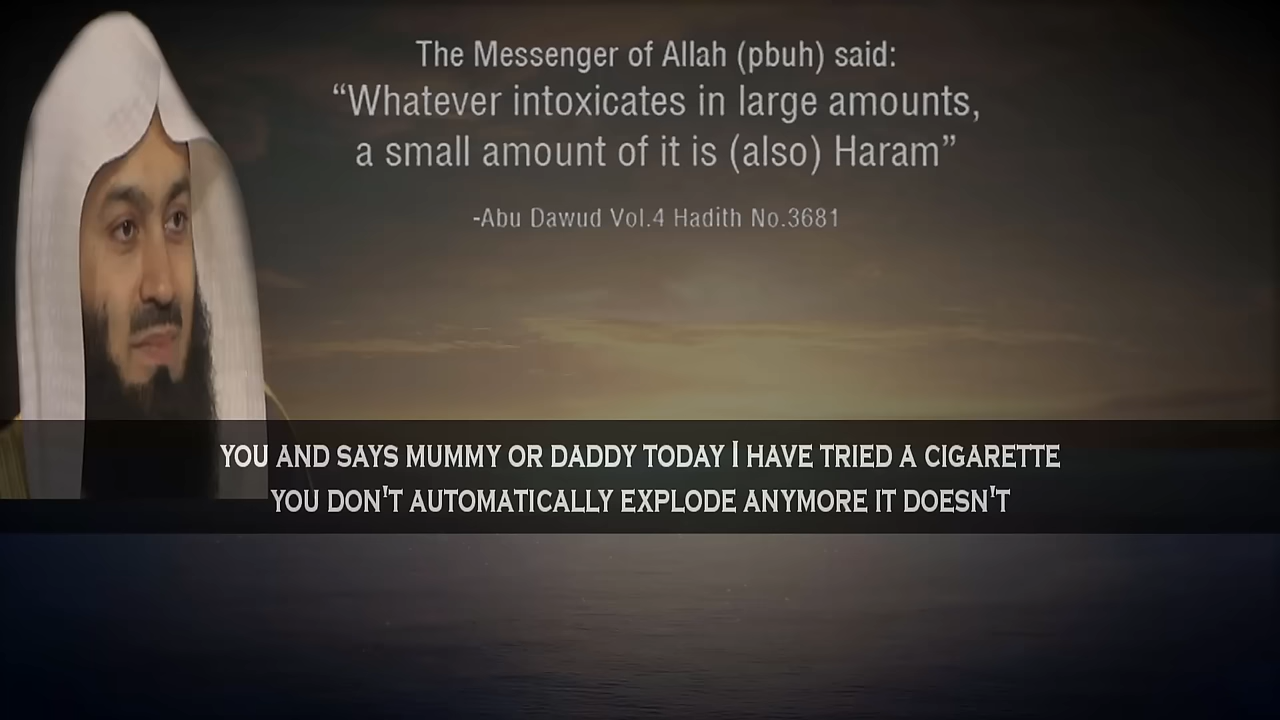 The Messenger of Allah (pbuh) said:
“Whatever intoxicates in large amounts,
a small amount of it is (also) Haram”
-Abu Dawud Vol.4 Hadith No.3681
YOU AND SAYS MUMMY OR DADDY TODAY I HAVE TRIED A CIGARETTE
YOU DON'T AUTOMATICALLY EXPLODE ANYMORE IT DOESN'T